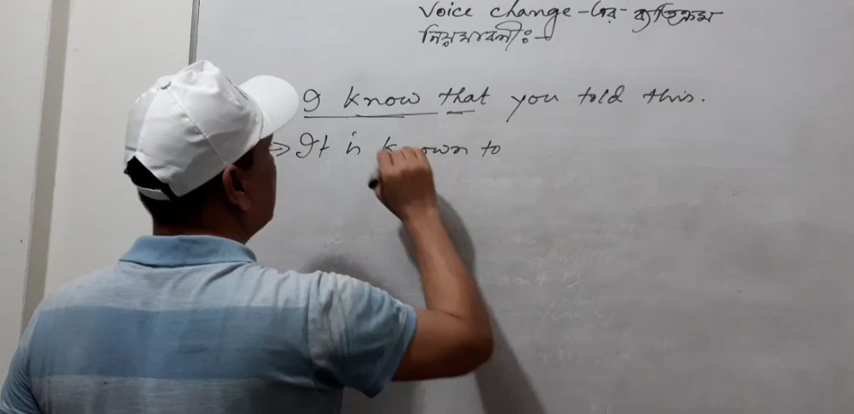 Voice change-এর- ব্যতিক্রম
নিয়মাবলী:-
I know that you told this.
⇒ It is known to